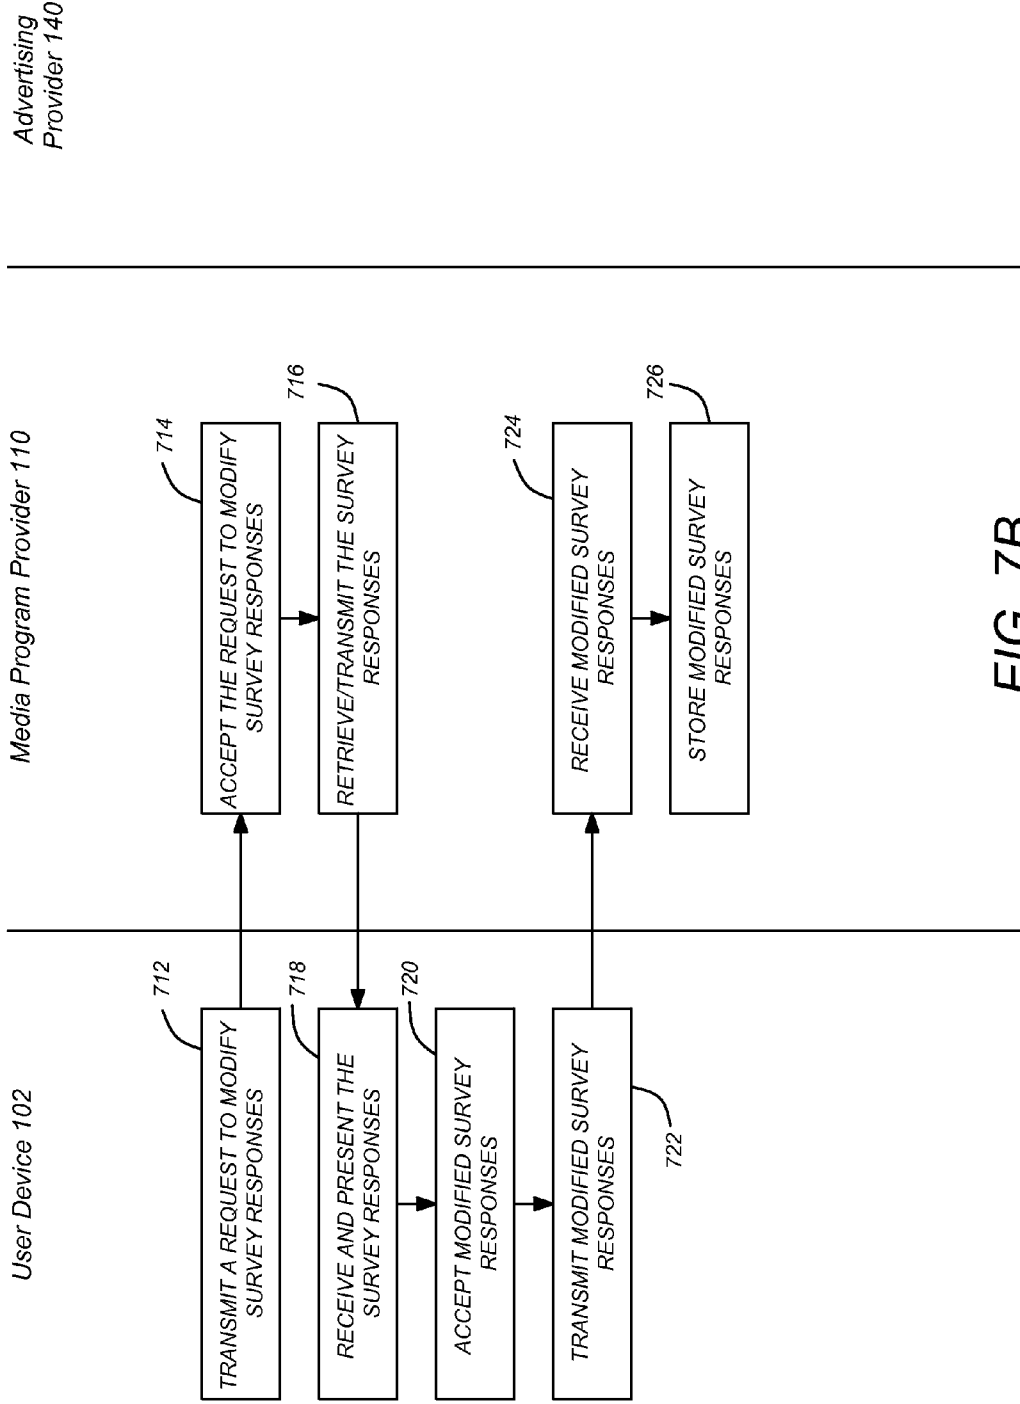 User Device 102
Media Program Provider 110
Advertising
Provider 140
712
TRANSMIT A REQUEST TO MODIFY
SURVEY RESPONSES
714
ACCEPT THE REQUEST TO MODIFY
SURVEY RESPONSES
716
RETRIEVE/TRANSMIT THE SURVEY
RESPONSES
718
RECEIVE AND PRESENT THE
SURVEY RESPONSES
720
ACCEPT MODIFIED SURVEY
RESPONSES
TRANSMIT MODIFIED SURVEY
RESPONSES
722
724
RECEIVE MODIFIED SURVEY
RESPONSES
726
STORE MODIFIED SURVEY
RESPONSES
FIG. 7B